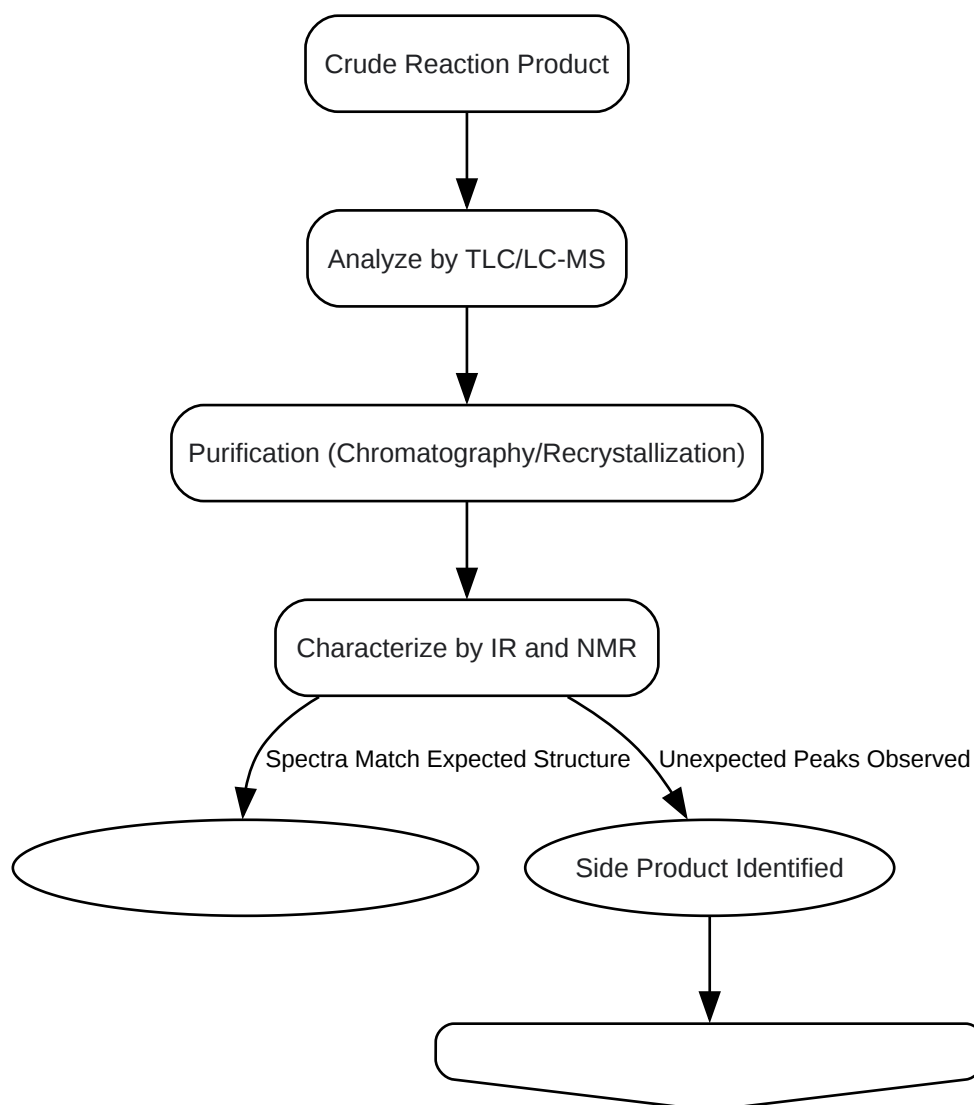 Crude Reaction Product
Analyze by TLC/LC-MS
Purification (Chromatography/Recrystallization)
Characterize by IR and NMR
Spectra Match Expected Structure
Unexpected Peaks Observed
Side Product Identified